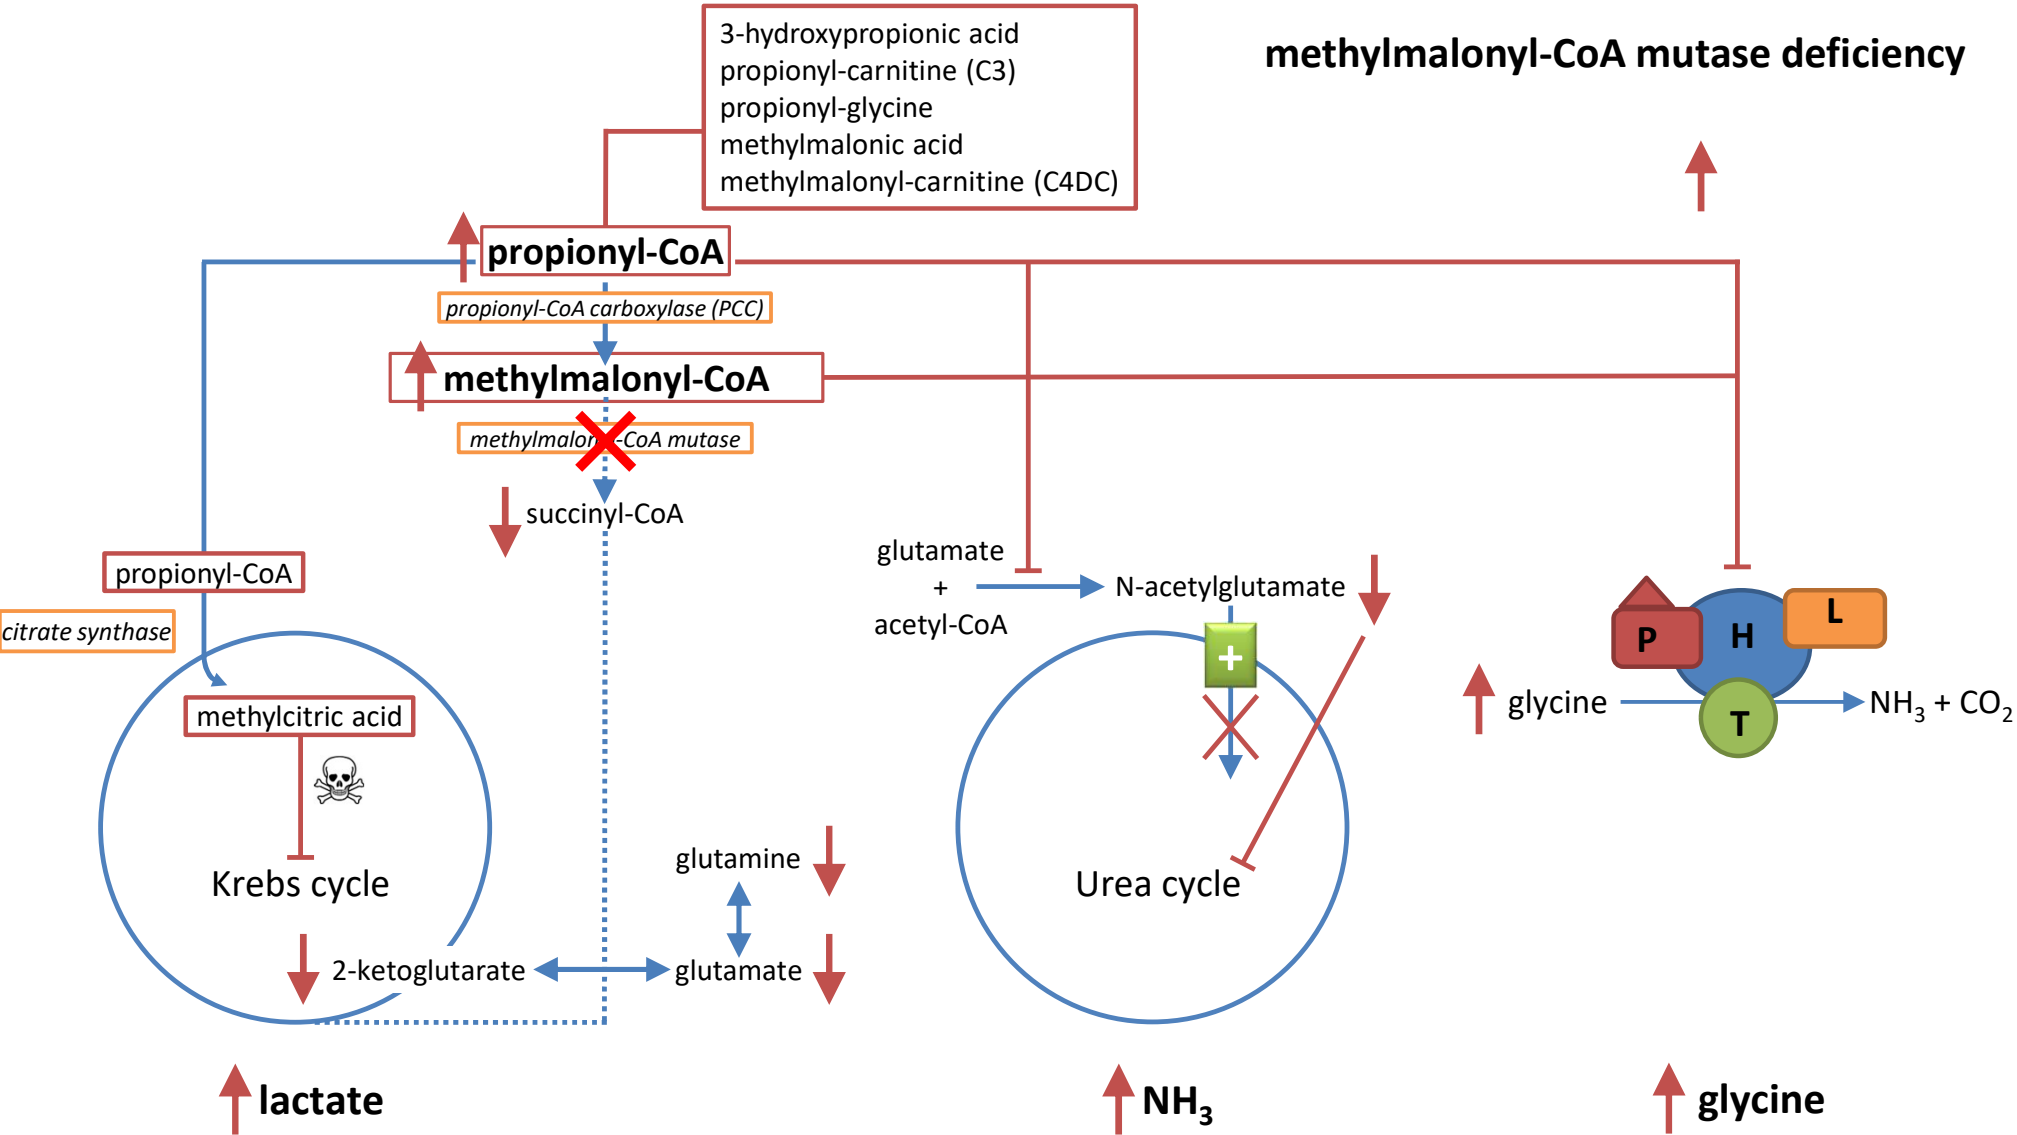 3-hydroxypropionic acid
propionyl-carnitine (C3)
propionyl-glycine
methylmalonic acid
methylmalonyl-carnitine (C4DC)
methylmalonyl-CoA mutase deficiency
propionyl-CoA
propionyl-CoA carboxylase (PCC)
methylmalonyl-CoA
methylmalonyl-CoA mutase
succinyl-CoA
propionyl-CoA
citrate synthase
methylcitric acid
Krebs cycle
2-ketoglutarate
glutamine
glutamate
lactate
glutamate
+
acetyl-CoA
N-acetylglutamate
+
Urea cycle
NH₃
P
H
L
T
glycine
NH₃ + CO₂
glycine